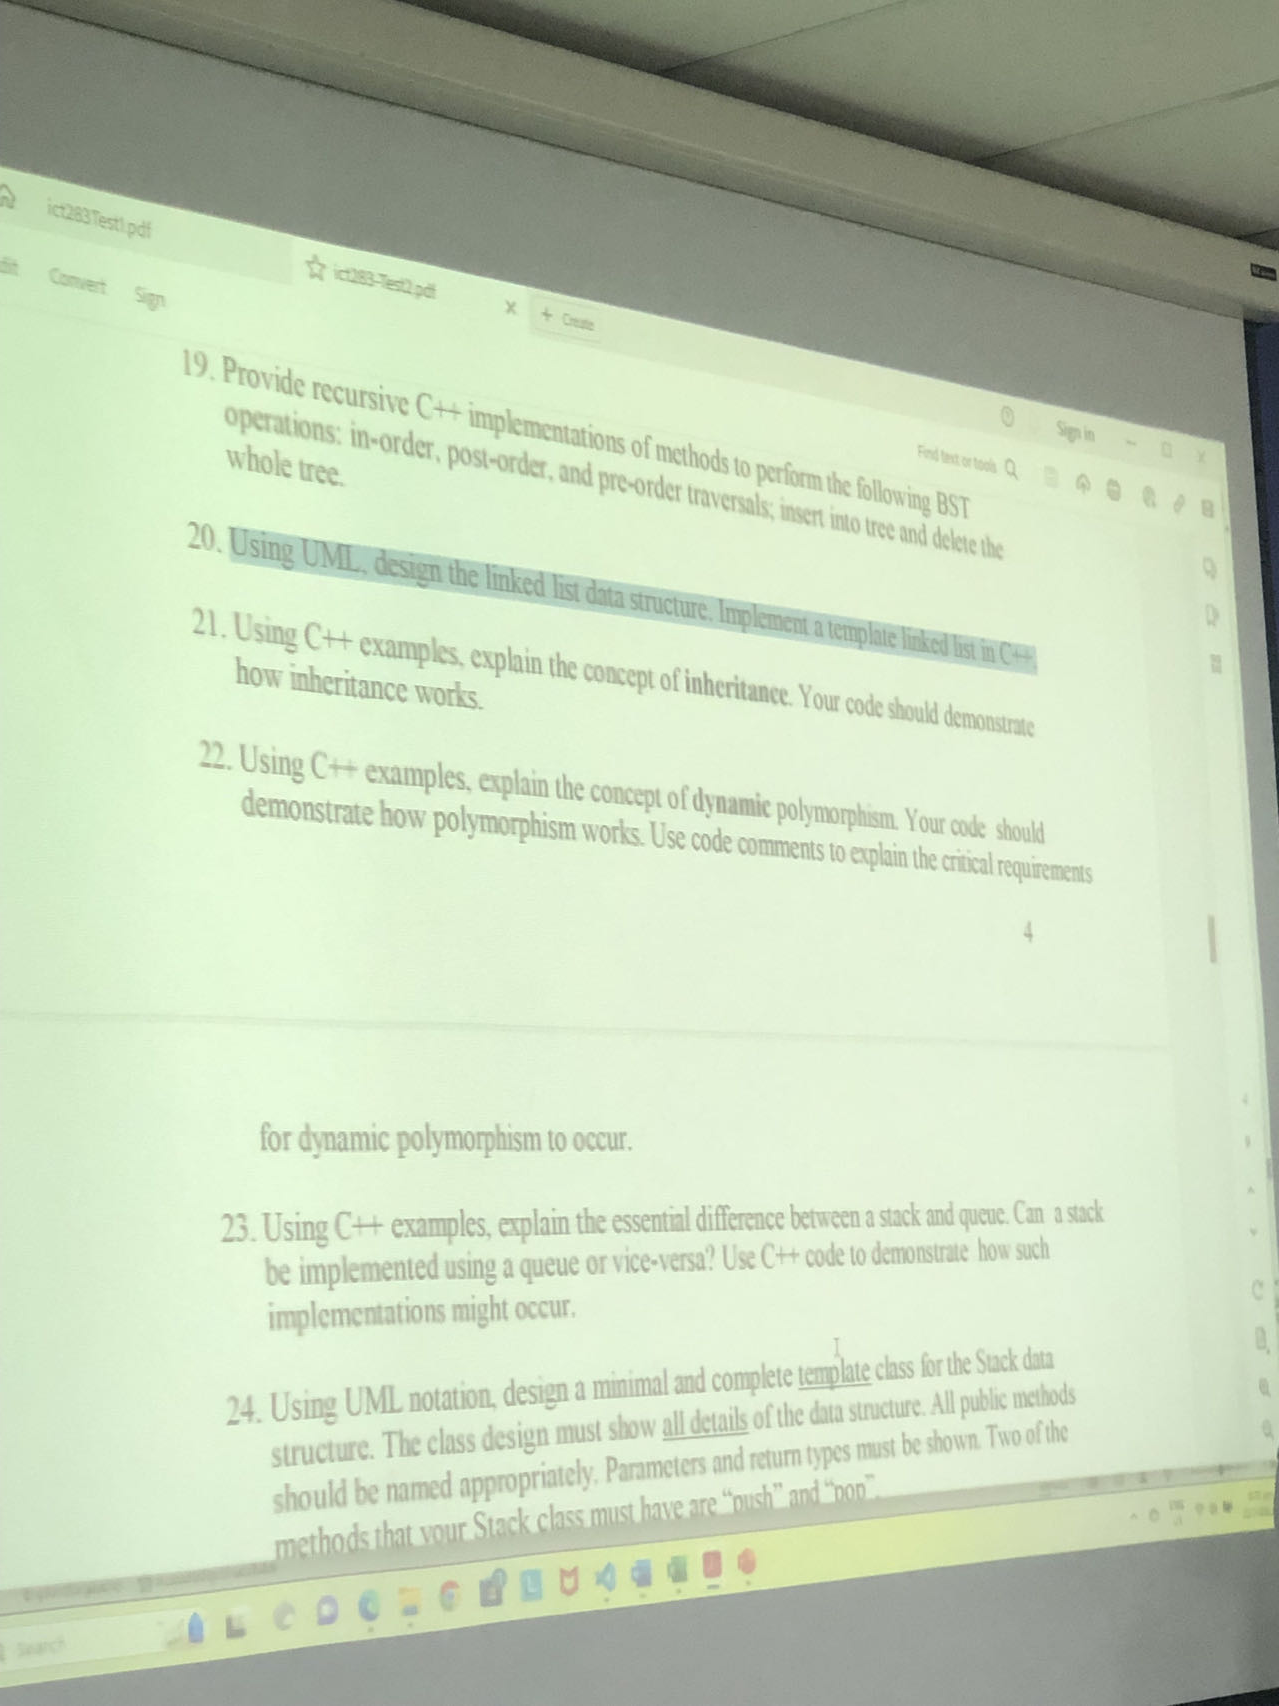 ict283Test1.pdf
ict283-Test2.pdf
+ Create
Convert Sign
Sign in
Find text or tools
19. Provide recursive C++ implementations of methods to perform the following BST
operations: in-order, post-order, and pre-order traversals; insert into tree and delete the
whole tree.
20. Using UML, design the linked list data structure. Implement a template linked list in C++.
21. Using C++ examples, explain the concept of inheritance. Your code should demonstrate
how inheritance works.
22. Using C++ examples, explain the concept of dynamic polymorphism. Your code should
demonstrate how polymorphism works. Use code comments to explain the critical requirements
4
for dynamic polymorphism to occur.
23. Using C++ examples, explain the essential difference between a stack and queue. Can a stack
be implemented using a queue or vice-versa? Use C++ code to demonstrate how such
implementations might occur.
24. Using UML notation, design a minimal and complete template class for the Stack data
structure. The class design must show all details of the data structure. All public methods
should be named appropriately. Parameters and return types must be shown. Two of the
methods that your Stack class must have are "push" and "pop".
Search